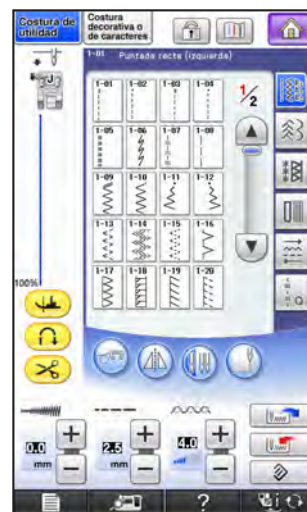 Costura de utilidad
Costura decorativa o de caracteres
1-01 Puntada recta (izquierda)
1-01 1-02 1-03 1-04
1/2
J
1-05 1-06 1-07 1-08
1-09 1-10 1-11 1-12
1-13 1-14 1-15 1-16
1-17 1-18 1-19 1-20
100%
0.0 mm
+
−
2.5 mm
+
−
4.0
+
−
?